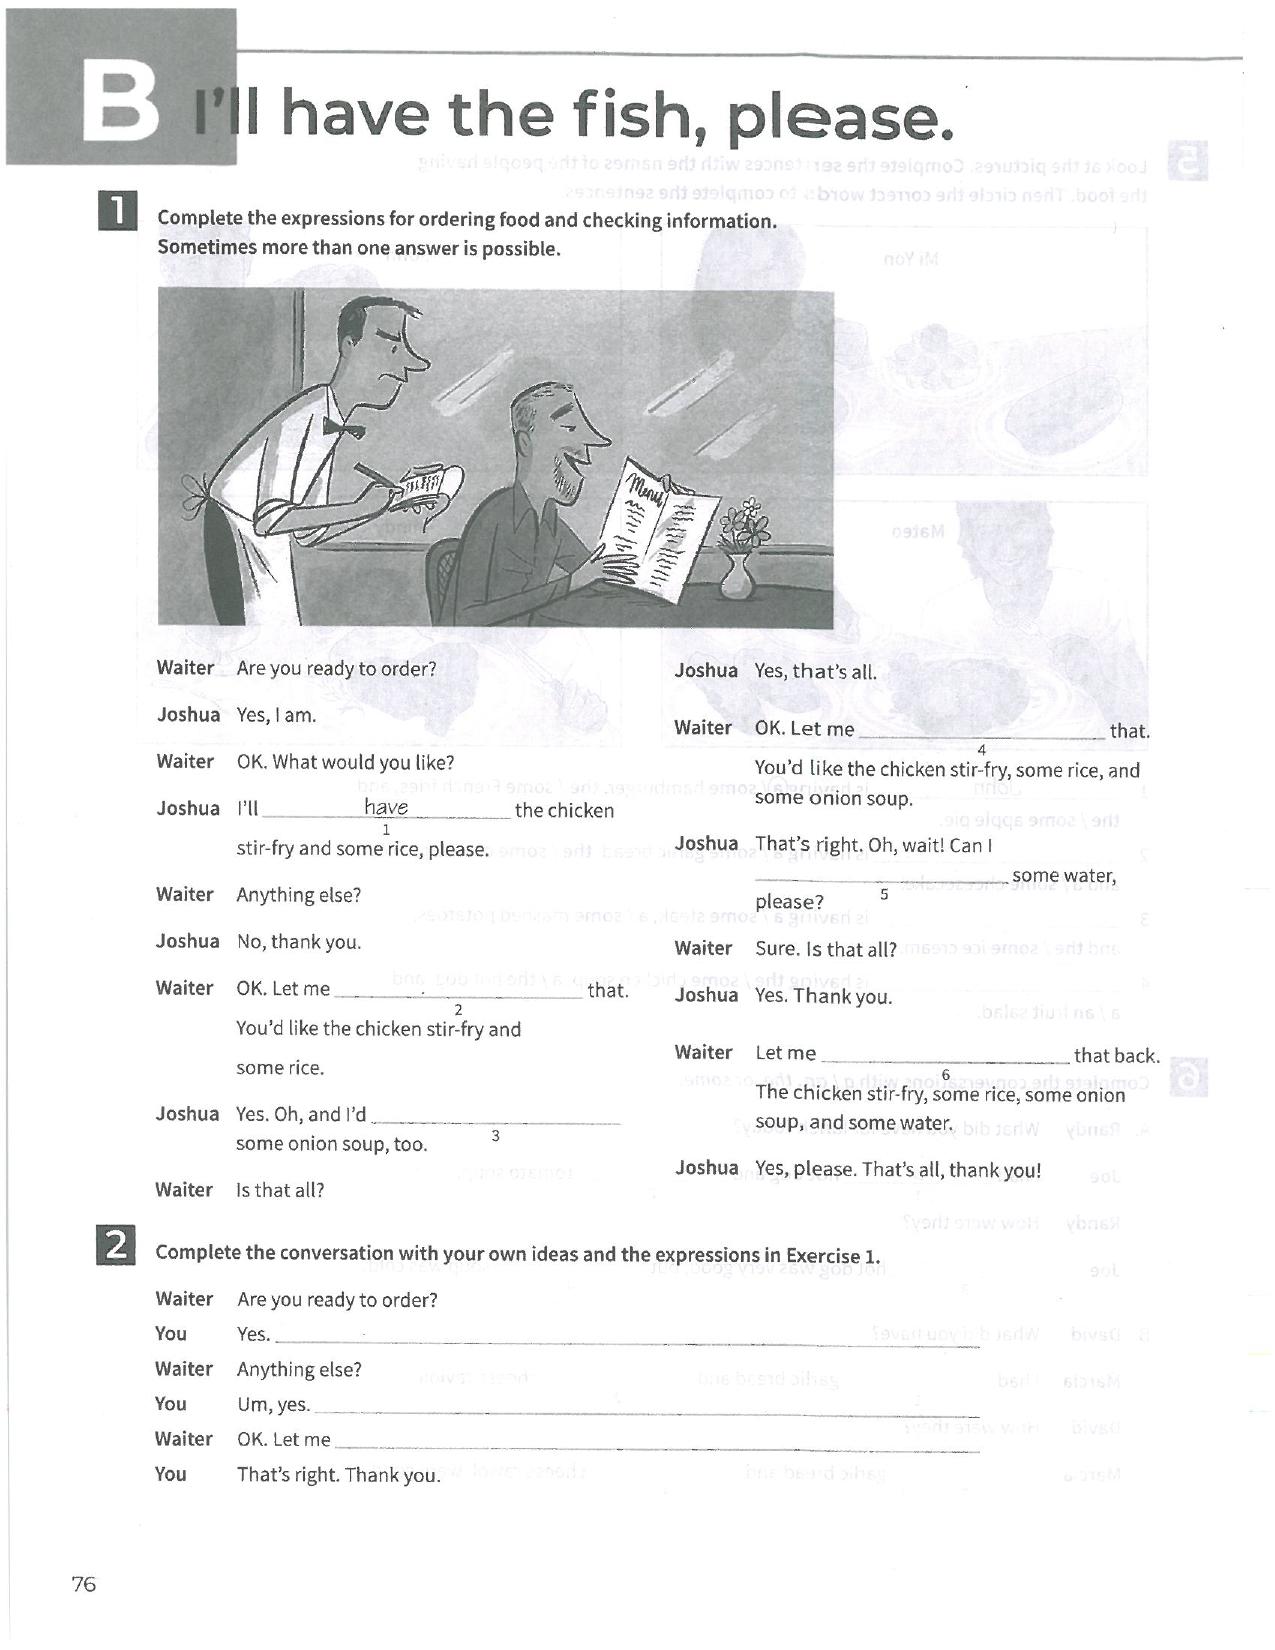 B I'll have the fish, please.
1 Complete the expressions for ordering food and checking information.
Sometimes more than one answer is possible.
Menu
Waiter Are you ready to order?
Joshua Yes, I am.
Waiter OK. What would you like?
Joshua I'll ____have____ the chicken
1
stir-fry and some rice, please.
Waiter Anything else?
Joshua No, thank you.
Waiter OK. Let me ________ that.
2
You'd like the chicken stir-fry and
some rice.
Joshua Yes. Oh, and I'd ________
some onion soup, too. 3
Waiter Is that all?
Joshua Yes, that's all.
Waiter OK. Let me ________ that.
4
You'd like the chicken stir-fry, some rice, and
some onion soup.
Joshua That's right. Oh, wait! Can I
________ some water,
please? 5
Waiter Sure. Is that all?
Joshua Yes. Thank you.
Waiter Let me ________ that back.
6
The chicken stir-fry, some rice, some onion
soup, and some water.
Joshua Yes, please. That's all, thank you!
2 Complete the conversation with your own ideas and the expressions in Exercise 1.
Waiter Are you ready to order?
You Yes. ________
Waiter Anything else?
You Um, yes. ________
Waiter OK. Let me ________
You That's right. Thank you.
76